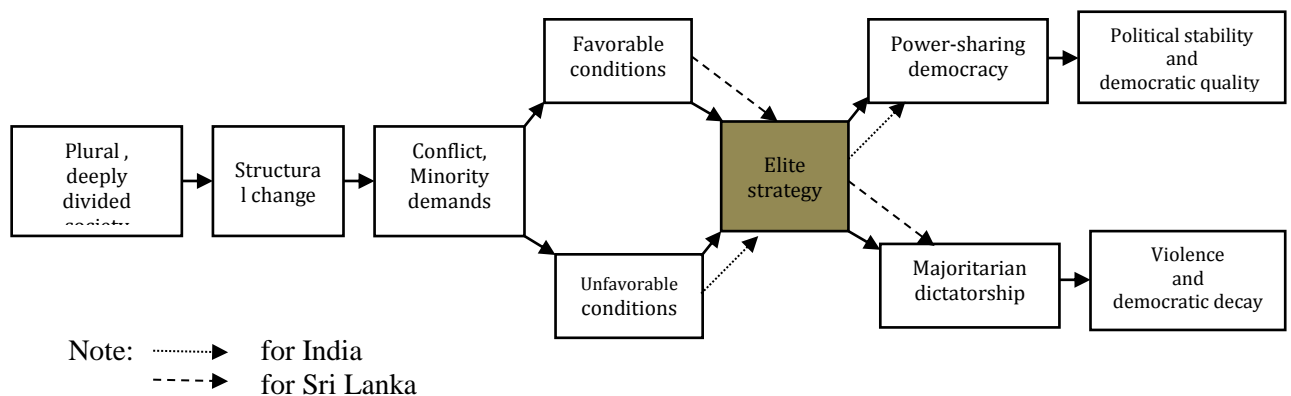 Plural ,
deeply
divided
society
Structura
l change
Conflict,
Minority
demands
Favorable
conditions
Unfavorable
conditions
Elite
strategy
Power-sharing
democracy
Political stability
and
democratic quality
Majoritarian
dictatorship
Violence
and
democratic decay
Note:
for India
for Sri Lanka